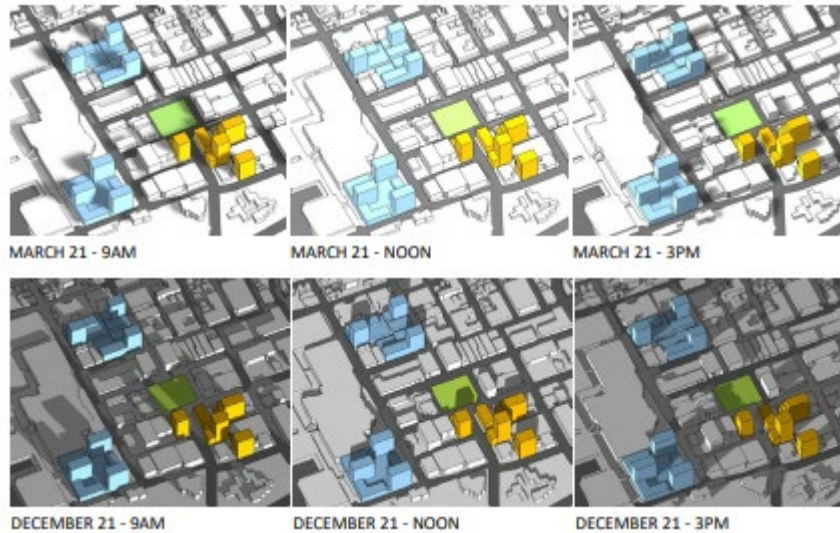 MARCH 21 - 9AM
MARCH 21 - NOON
MARCH 21 - 3PM
DECEMBER 21 - 9AM
DECEMBER 21 - NOON
DECEMBER 21 - 3PM